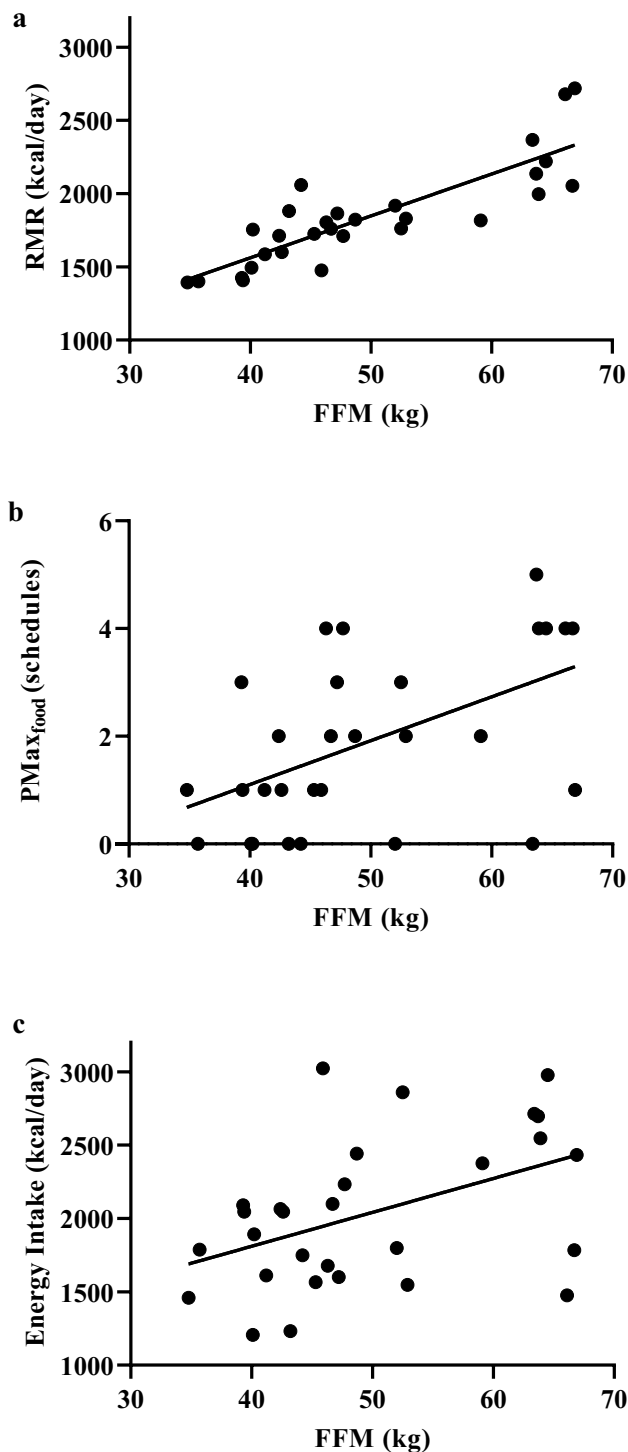 a
RMR (kcal/day)
3000
2500
2000
1500
1000
30 40 50 60 70
FFM (kg)
b
PMaxfood (schedules)
6
4
2
0
30 40 50 60 70
FFM (kg)
c
Energy Intake (kcal/day)
3000
2500
2000
1500
1000
30 40 50 60 70
FFM (kg)